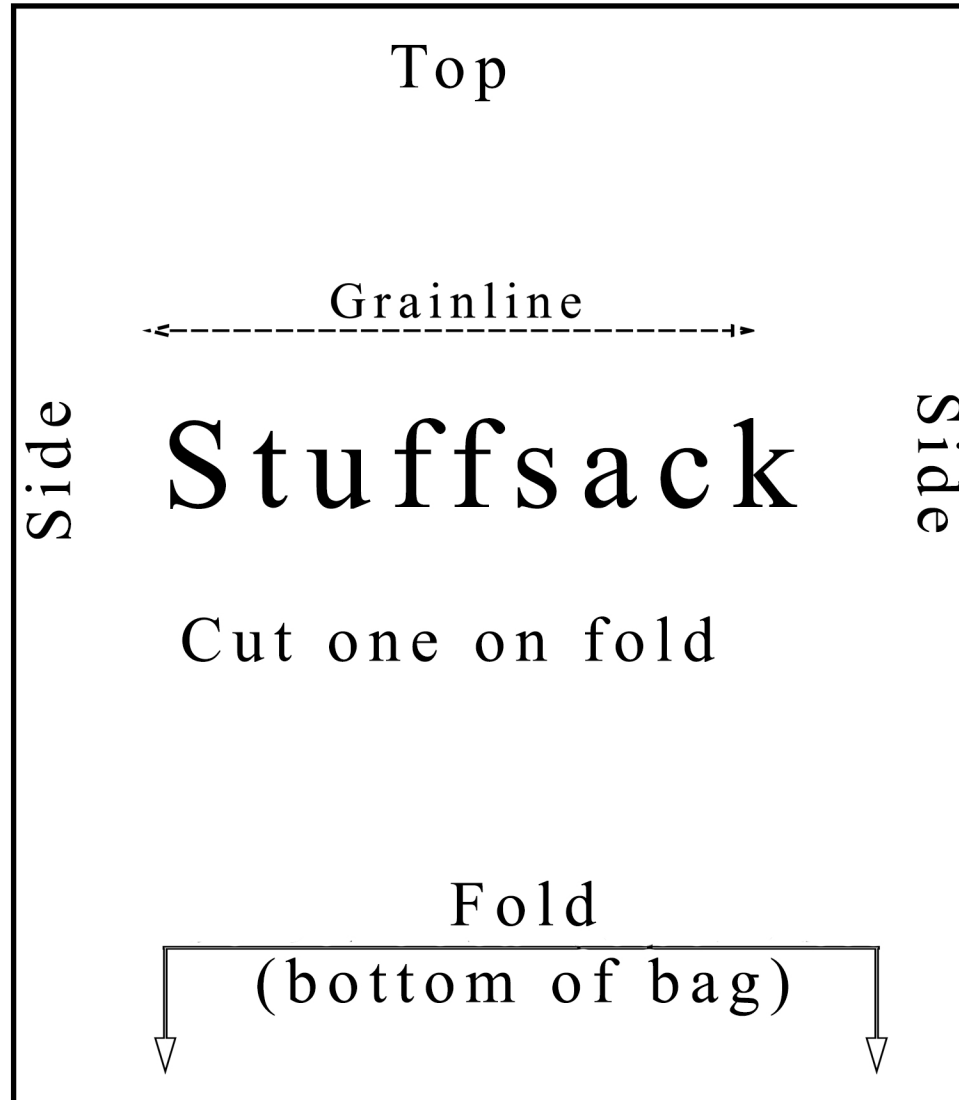 Top
Grainline
Side
Stuffsack
Side
Cut one on fold
Fold
(bottom of bag)